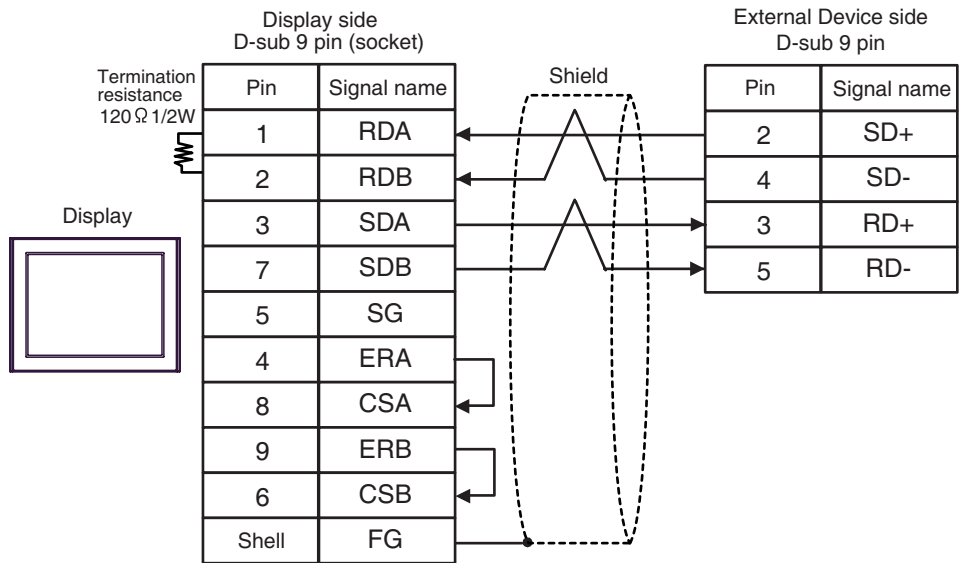 Display side
D-sub 9 pin (socket)
External Device side
D-sub 9 pin
Termination
resistance
120 Ω 1/2W
Display
Shield
Pin Signal name
1 RDA
2 RDB
3 SDA
7 SDB
5 SG
4 ERA
8 CSA
9 ERB
6 CSB
Shell FG
Pin Signal name
2 SD+
4 SD-
3 RD+
5 RD-